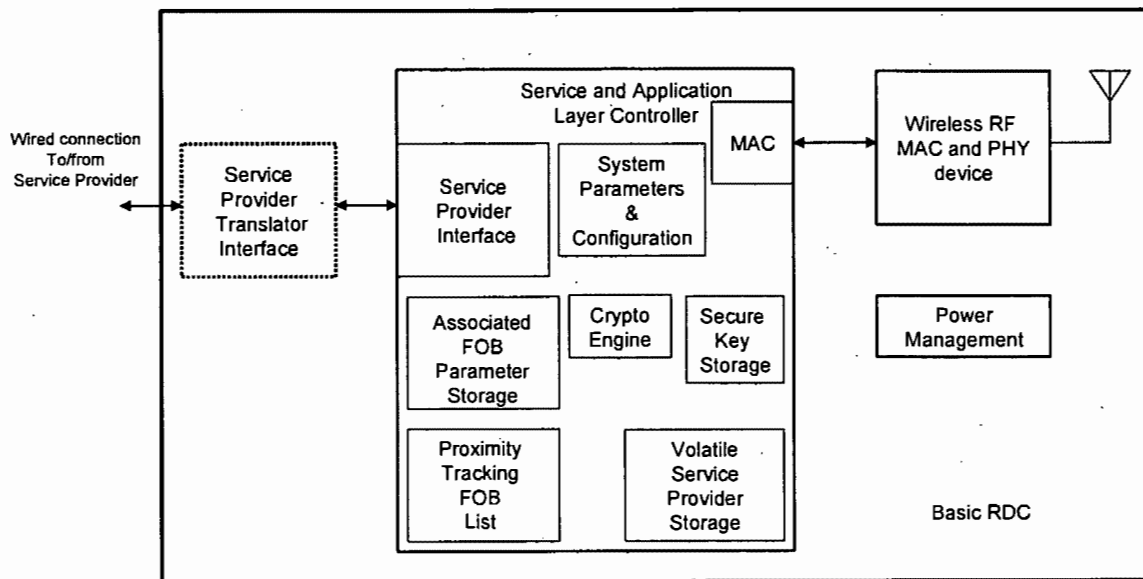 Wired connection
To/from
Service Provider
Service
Provider
Translator
Interface
Service and Application
Layer Controller
MAC
Service
Provider
Interface
System
Parameters
&
Configuration
Associated
FOB
Parameter
Storage
Crypto
Engine
Secure
Key
Storage
Proximity
Tracking
FOB
List
Volatile
Service
Provider
Storage
Wireless RF
MAC and PHY
device
Power
Management
Basic RDC